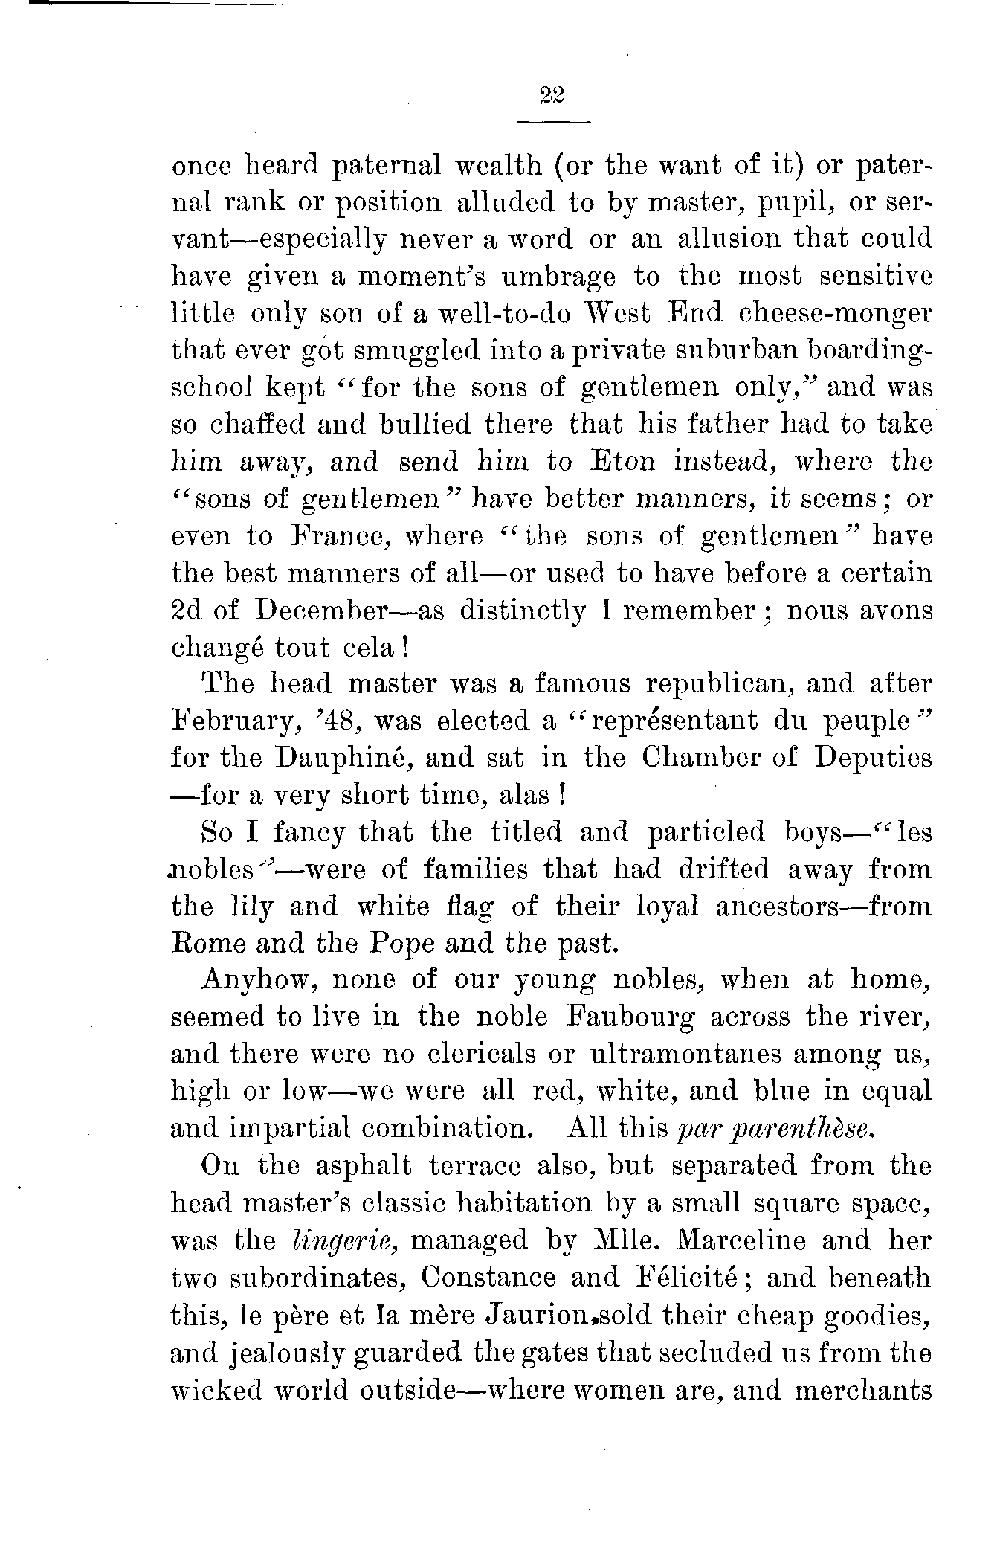 22
once heard paternal wealth (or the want of it) or pater-
nal rank or position alluded to by master, pupil, or ser-
vant—especially never a word or an allusion that could
have given a moment's umbrage to the most sensitive
little only son of a well-to-do West End cheese-monger
that ever got smuggled into a private suburban boarding-
school kept "for the sons of gentlemen only," and was
so chaffed and bullied there that his father had to take
him away, and send him to Eton instead, where the
"sons of gentlemen" have better manners, it seems; or
even to France, where "the sons of gentlemen" have
the best manners of all—or used to have before a certain
2d of December—as distinctly I remember; nous avons
changé tout cela!
The head master was a famous republican, and after
February, '48, was elected a "représentant du peuple"
for the Dauphiné, and sat in the Chamber of Deputies
—for a very short time, alas!
So I fancy that the titled and particled boys—"les
nobles"—were of families that had drifted away from
the lily and white flag of their loyal ancestors—from
Rome and the Pope and the past.
Anyhow, none of our young nobles, when at home,
seemed to live in the noble Faubourg across the river,
and there were no clericals or ultramontanes among us,
high or low—we were all red, white, and blue in equal
and impartial combination. All this par parenthèse.
On the asphalt terrace also, but separated from the
head master's classic habitation by a small square space,
was the lingerie, managed by Mlle. Marceline and her
two subordinates, Constance and Félicité; and beneath
this, le père et la mère Jaurion sold their cheap goodies,
and jealously guarded the gates that secluded us from the
wicked world outside—where women are, and merchants